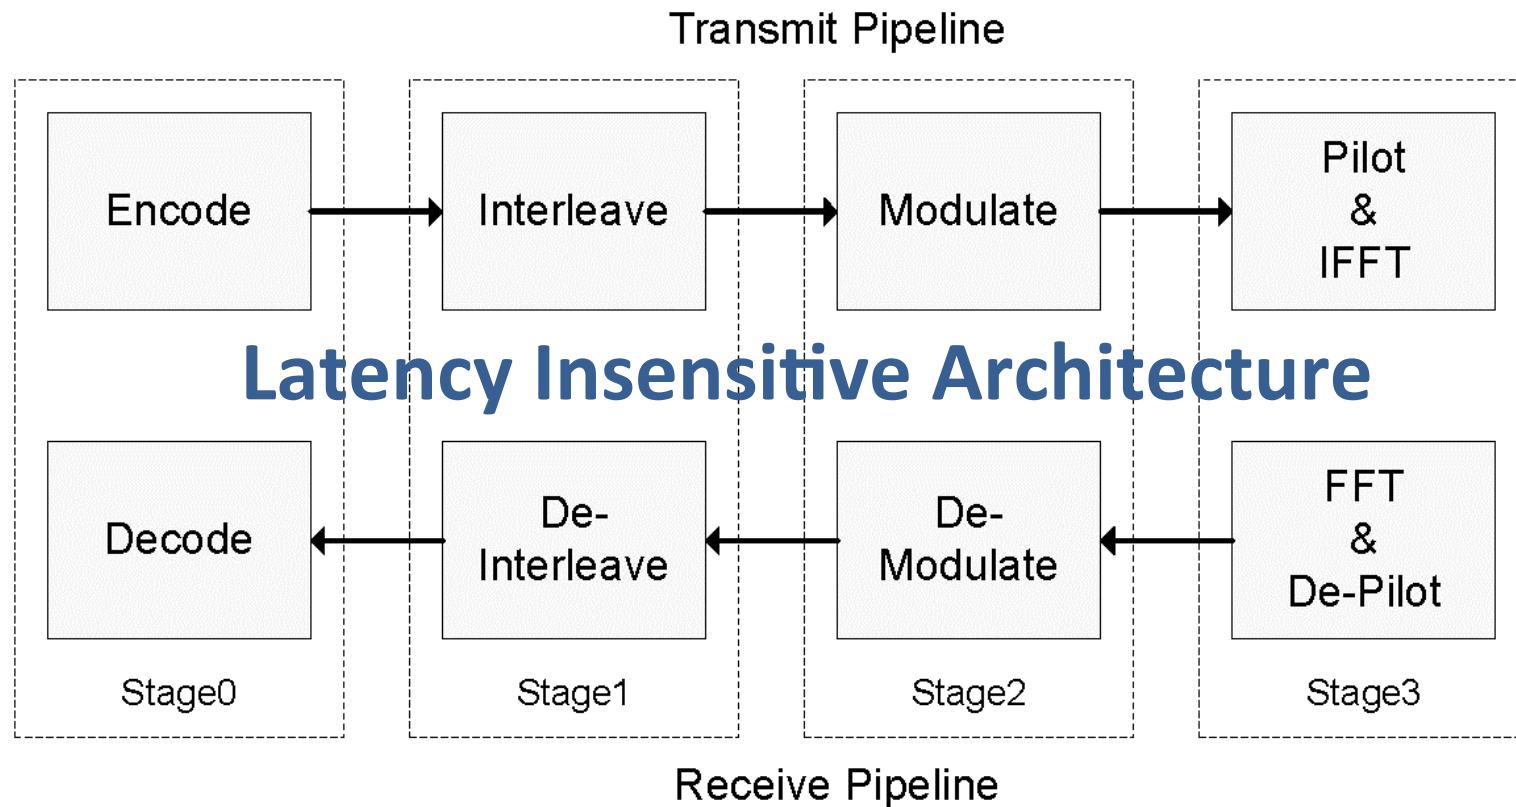 Transmit Pipeline
Encode
Interleave
Modulate
Pilot
&
IFFT
Latency Insensitive Architecture
Decode
De-
Interleave
De-
Modulate
FFT
&
De-Pilot
Stage0
Stage1
Stage2
Stage3
Receive Pipeline